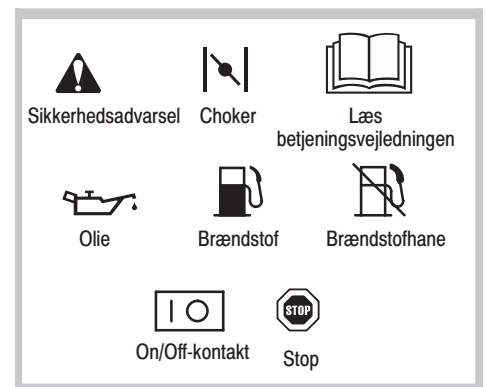 Sikkerhedsadvarsel
Choker
Læs
betjeningsvejledningen
Olie
Brændstof
Brændstofhane
On/Off-kontakt
STOP
Stop